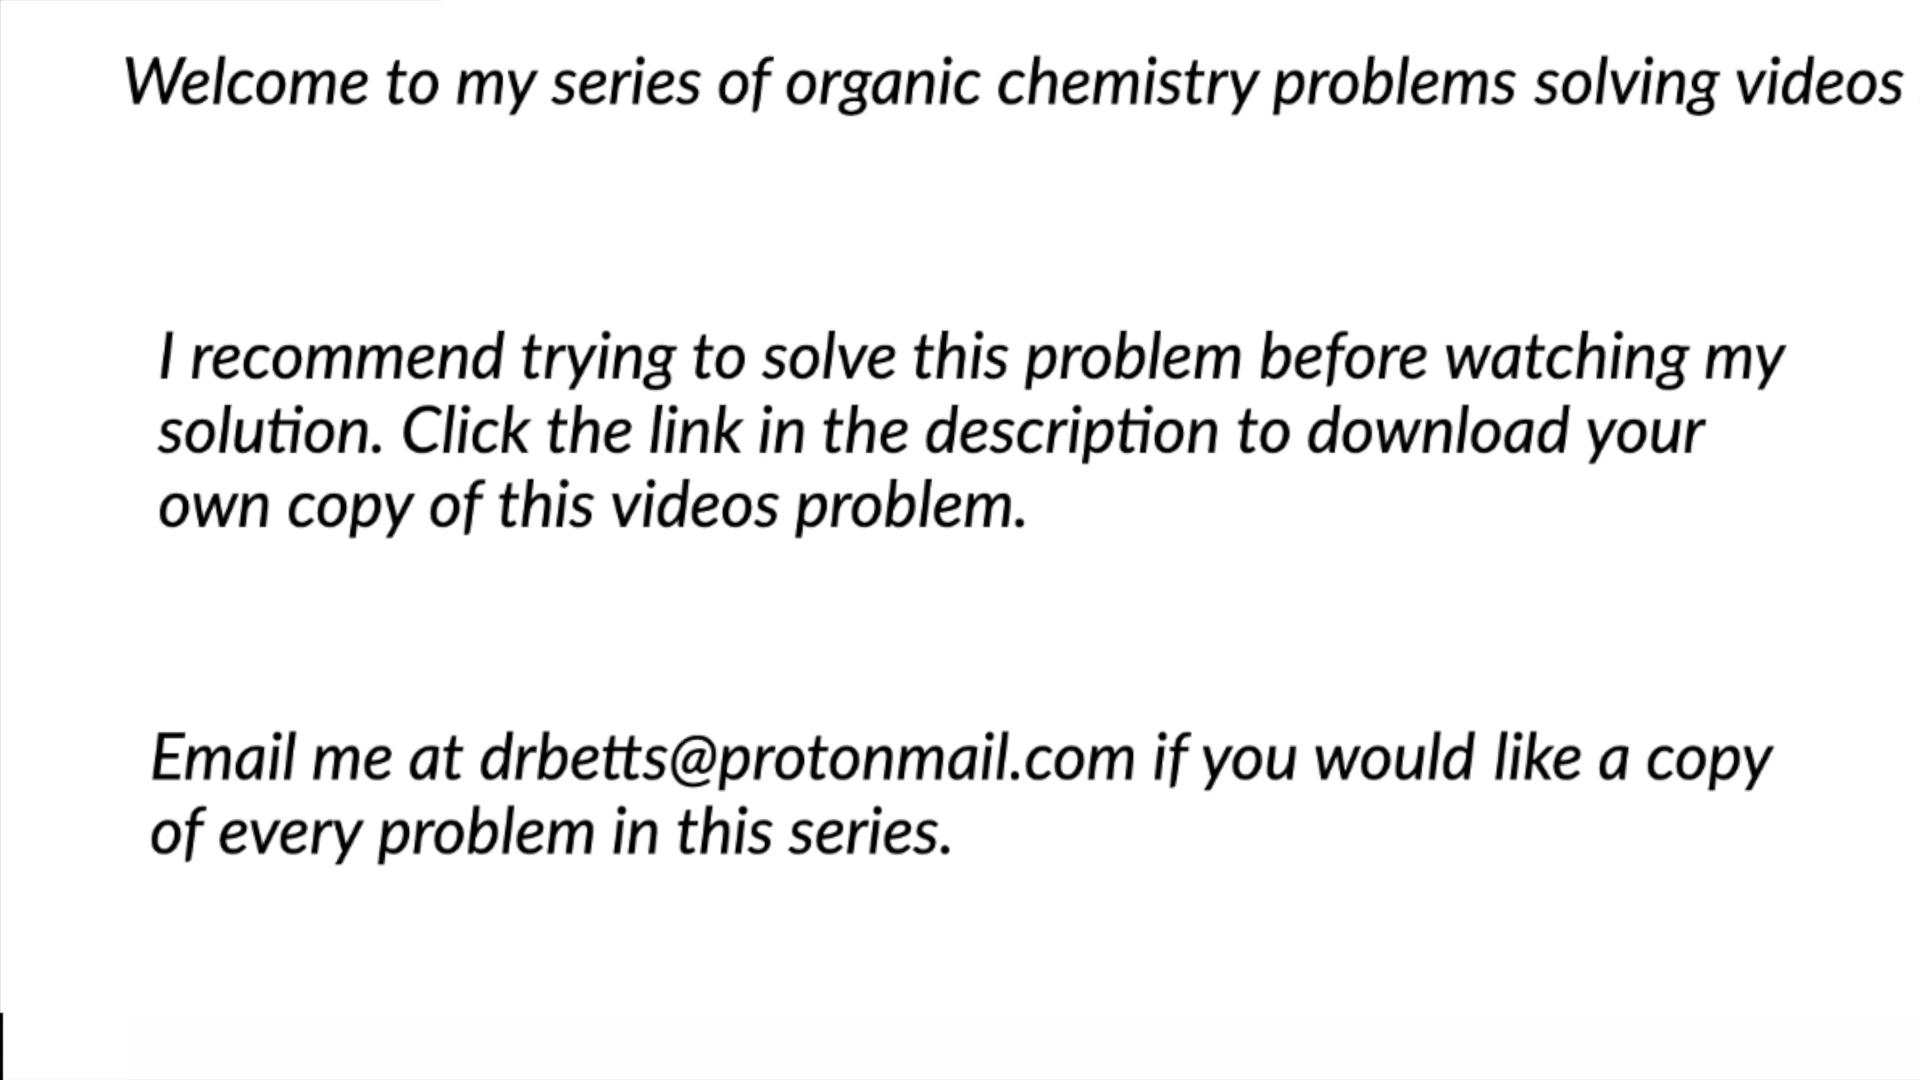 Welcome to my series of organic chemistry problems solving videos
I recommend trying to solve this problem before watching my
solution. Click the link in the description to download your
own copy of this videos problem.
Email me at drbetts@protonmail.com if you would like a copy
of every problem in this series.